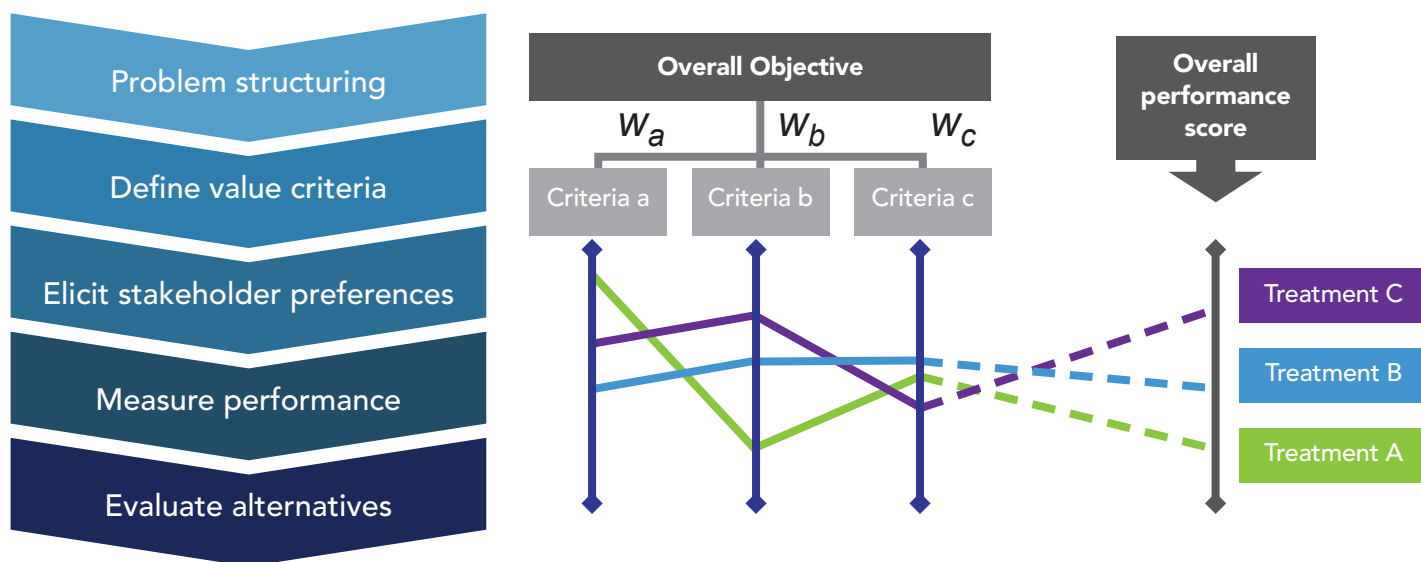 Problem structuring
Define value criteria
Elicit stakeholder preferences
Measure performance
Evaluate alternatives
Overall Objective
wa wb wc
Criteria a Criteria b Criteria c
Overall
performance
score
Treatment C
Treatment B
Treatment A